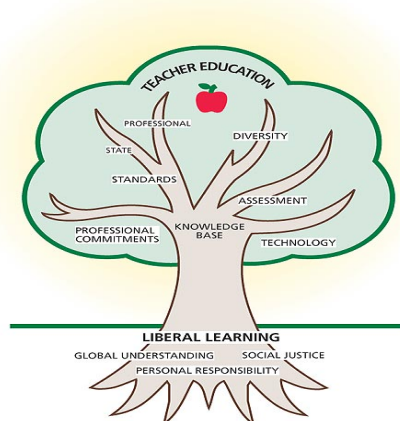 TEACHER EDUCATION
PROFESSIONAL
DIVERSITY
STATE
STANDARDS
ASSESSMENT
KNOWLEDGE
BASE
PROFESSIONAL
COMMITMENTS
TECHNOLOGY
LIBERAL LEARNING
GLOBAL UNDERSTANDING SOCIAL JUSTICE
PERSONAL RESPONSIBILITY